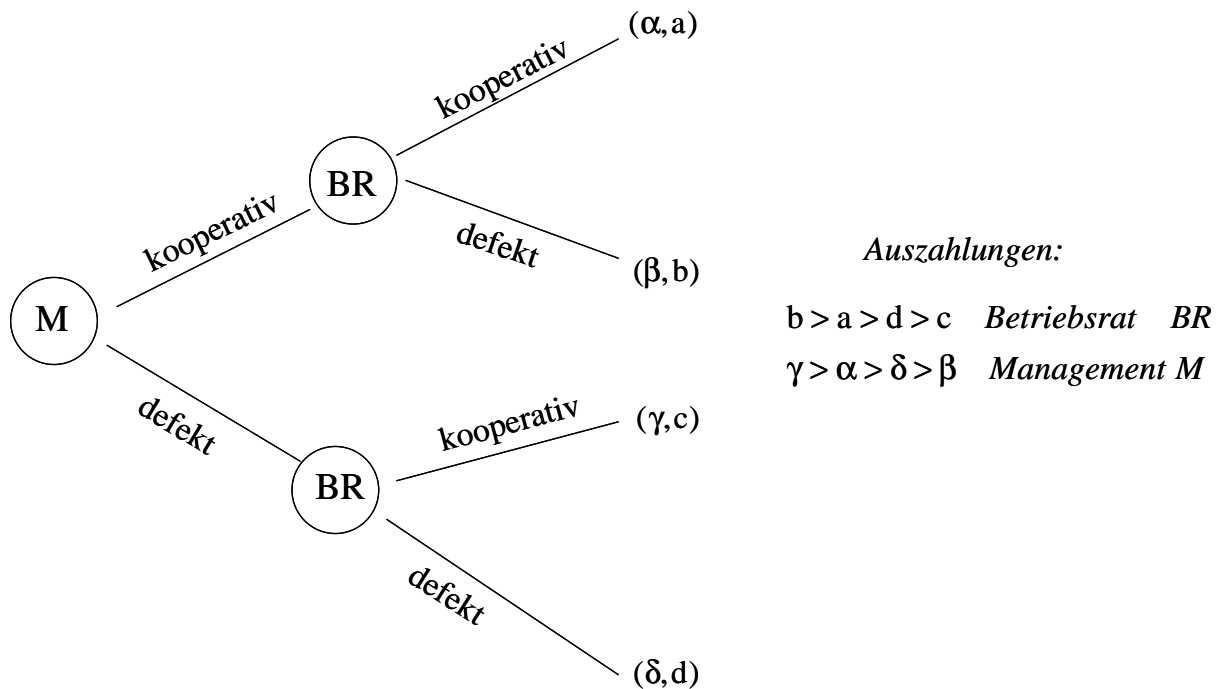 (α,a)
kooperativ
BR
kooperativ
defekt
(β,b)
M
defekt
kooperativ
(γ,c)
BR
defekt
(δ,d)
Auszahlungen:
b > a > d > c Betriebsrat BR
γ > α > δ > β Management M